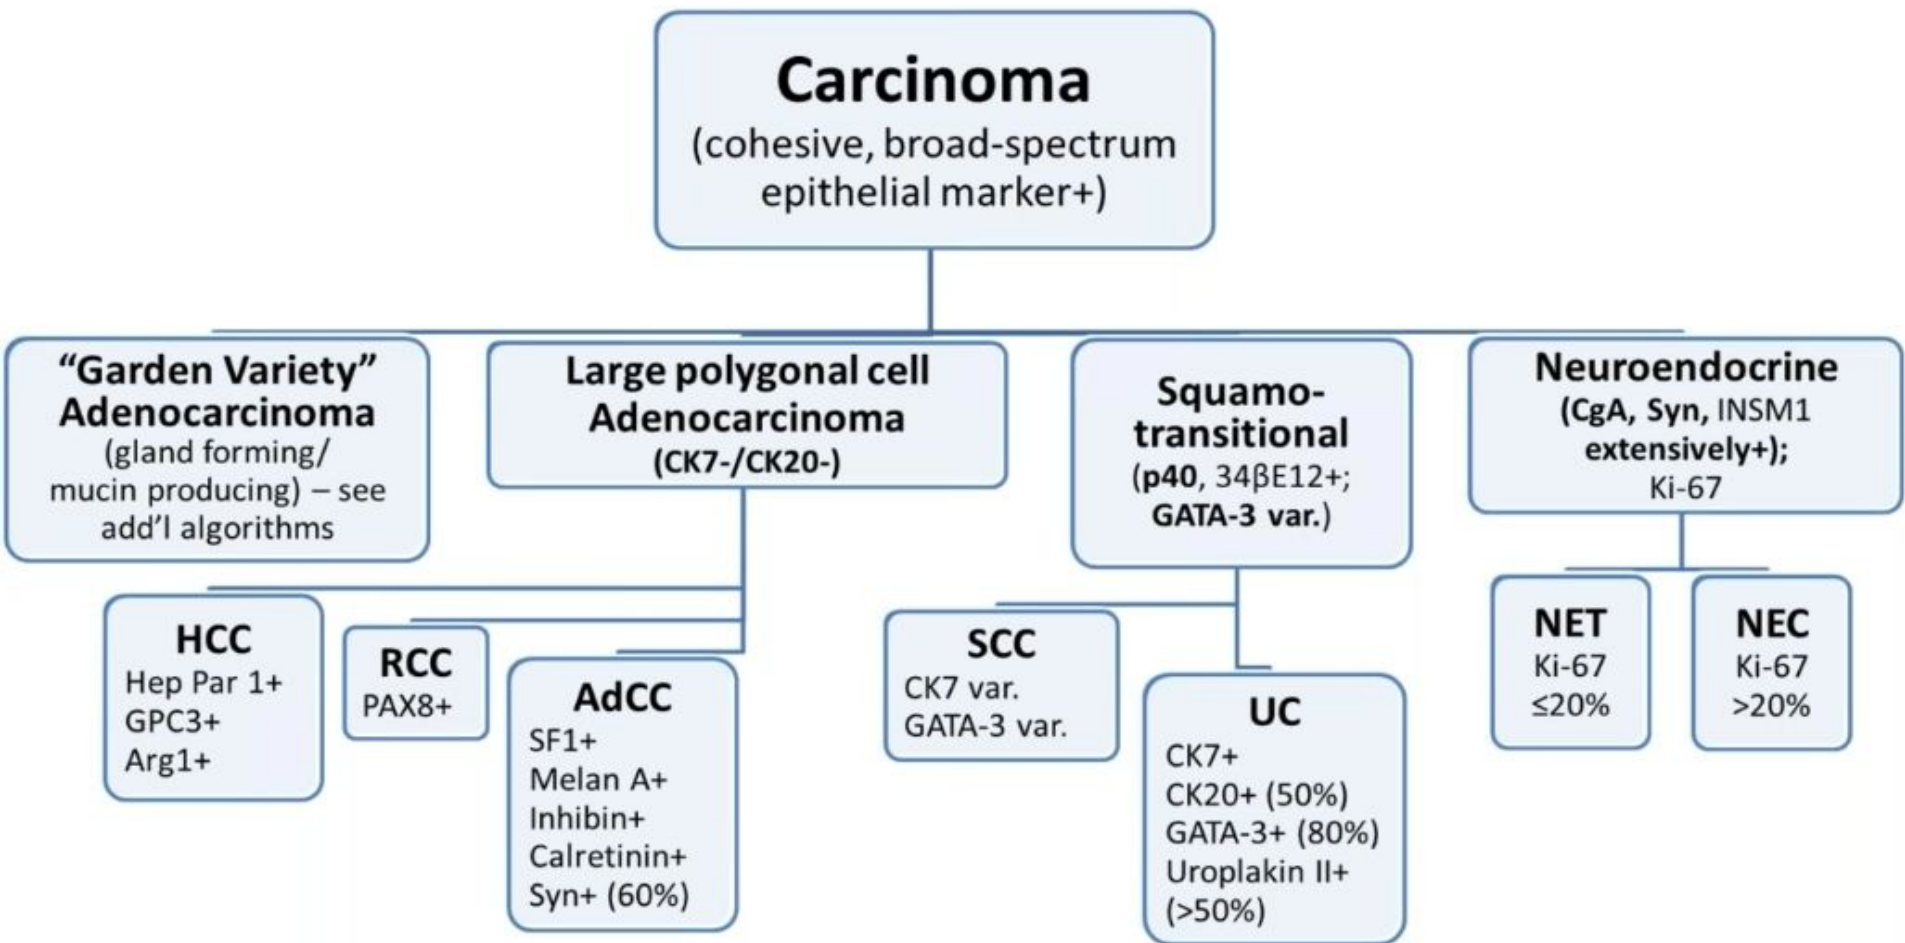 Carcinoma
(cohesive, broad-spectrum
epithelial marker+)
“Garden Variety”
Adenocarcinoma
(gland forming/
mucin producing) – see
add’l algorithms
Large polygonal cell
Adenocarcinoma
(CK7-/CK20-)
Squamo-
transitional
(p40, 34βE12+;
GATA-3 var.)
Neuroendocrine
(CgA, Syn, INSM1
extensively+);
Ki-67
HCC
Hep Par 1+
GPC3+
Arg1+
RCC
PAX8+
AdCC
SF1+
Melan A+
Inhibin+
Calretinin+
Syn+ (60%)
SCC
CK7 var.
GATA-3 var.
UC
CK7+
CK20+ (50%)
GATA-3+ (80%)
Uroplakin II+
(>50%)
NET
Ki-67
≤20%
NEC
Ki-67
>20%